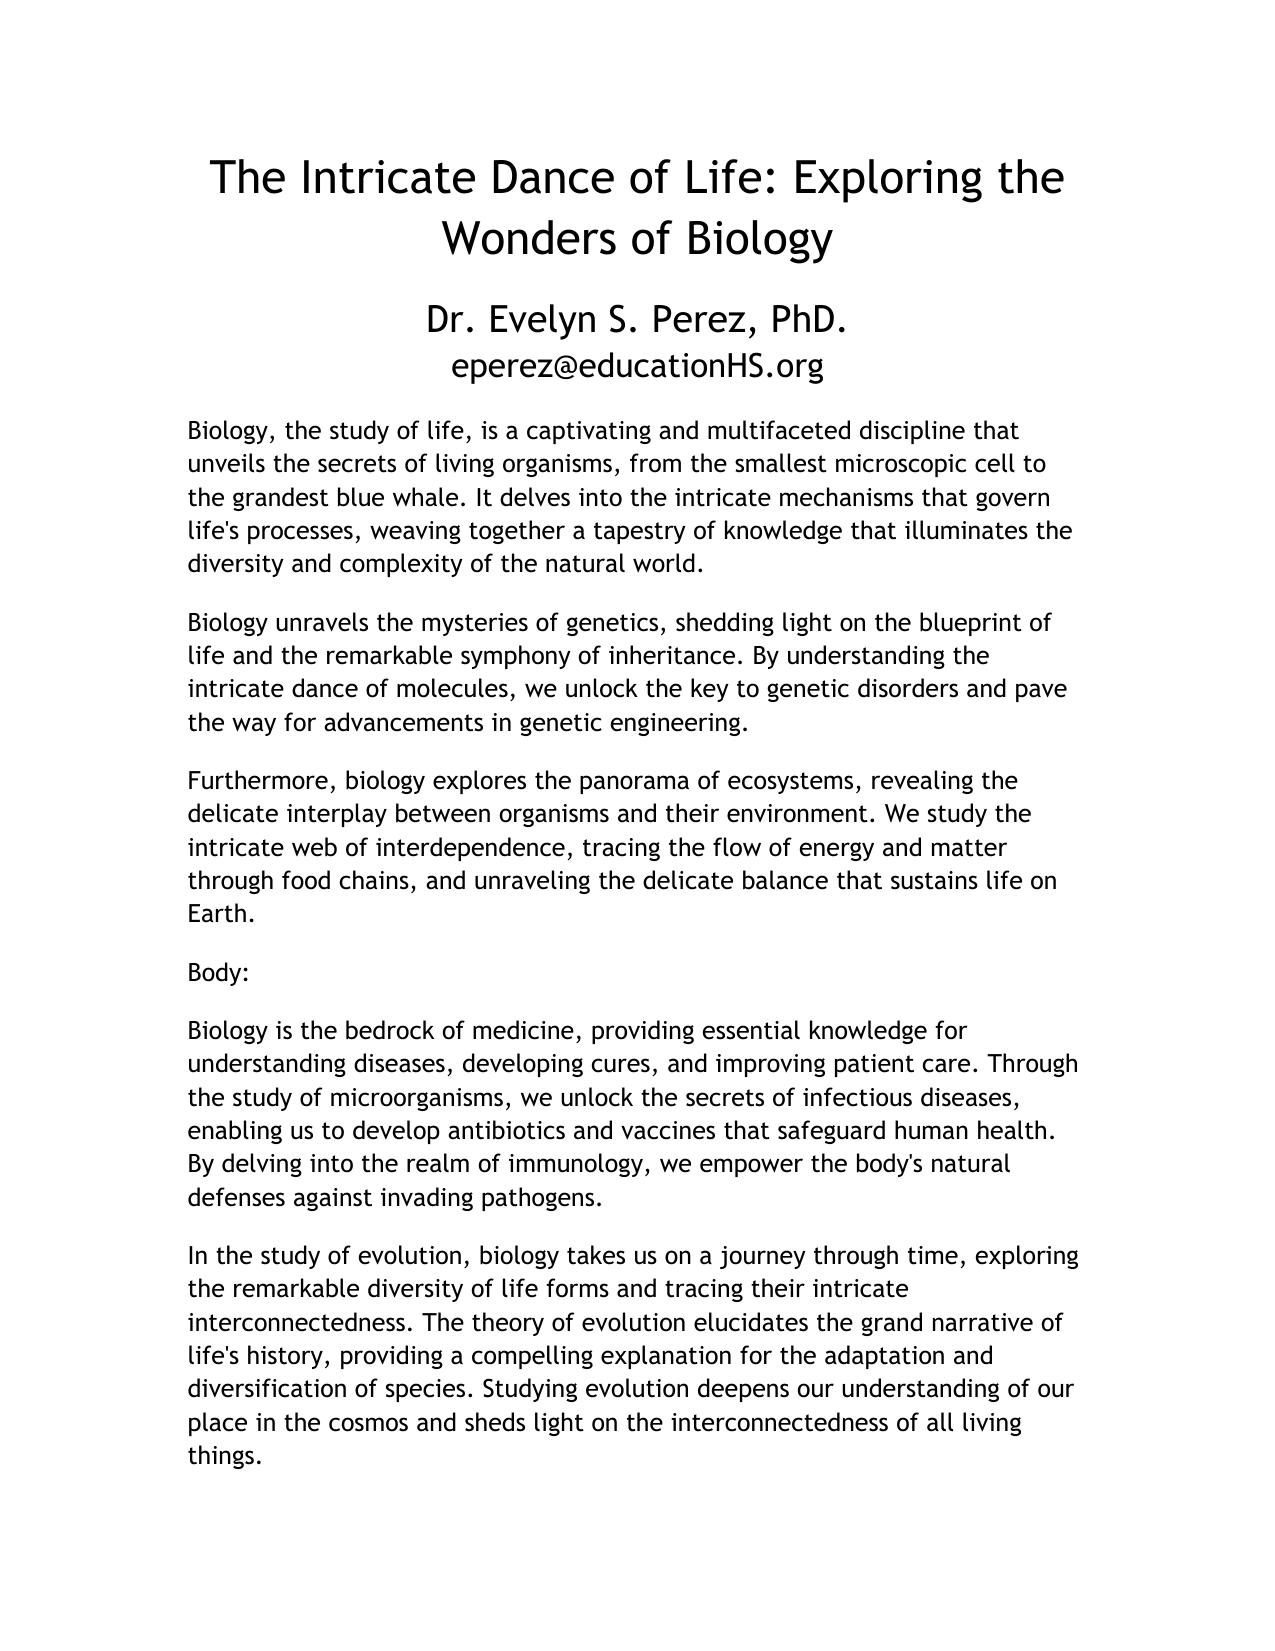 The Intricate Dance of Life: Exploring the
Wonders of Biology
Dr. Evelyn S. Perez, PhD.
eperez@educationHS.org
Biology, the study of life, is a captivating and multifaceted discipline that
unveils the secrets of living organisms, from the smallest microscopic cell to
the grandest blue whale. It delves into the intricate mechanisms that govern
life's processes, weaving together a tapestry of knowledge that illuminates the
diversity and complexity of the natural world.
Biology unravels the mysteries of genetics, shedding light on the blueprint of
life and the remarkable symphony of inheritance. By understanding the
intricate dance of molecules, we unlock the key to genetic disorders and pave
the way for advancements in genetic engineering.
Furthermore, biology explores the panorama of ecosystems, revealing the
delicate interplay between organisms and their environment. We study the
intricate web of interdependence, tracing the flow of energy and matter
through food chains, and unraveling the delicate balance that sustains life on
Earth.
Body:
Biology is the bedrock of medicine, providing essential knowledge for
understanding diseases, developing cures, and improving patient care. Through
the study of microorganisms, we unlock the secrets of infectious diseases,
enabling us to develop antibiotics and vaccines that safeguard human health.
By delving into the realm of immunology, we empower the body's natural
defenses against invading pathogens.
In the study of evolution, biology takes us on a journey through time, exploring
the remarkable diversity of life forms and tracing their intricate
interconnectedness. The theory of evolution elucidates the grand narrative of
life's history, providing a compelling explanation for the adaptation and
diversification of species. Studying evolution deepens our understanding of our
place in the cosmos and sheds light on the interconnectedness of all living
things.